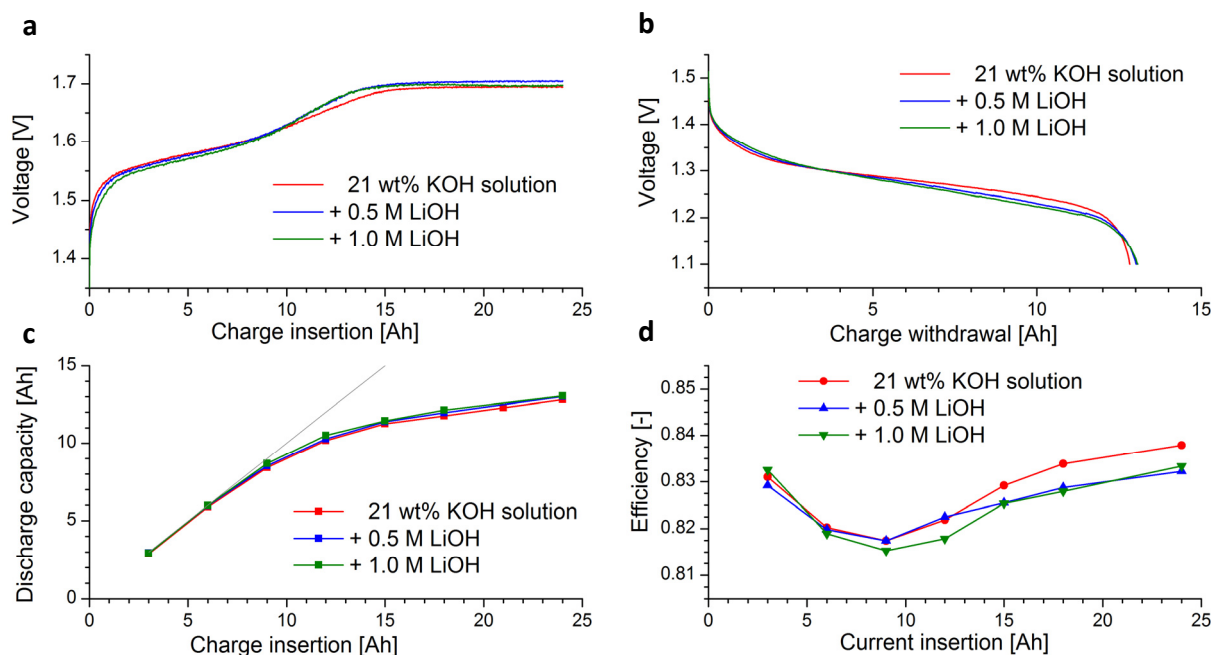 a
Voltage [V]
1.7
1.6
1.5
1.4
21 wt% KOH solution
+ 0.5 M LiOH
+ 1.0 M LiOH
0 5 10 15 20 25
Charge insertion [Ah]
b
Voltage [V]
1.5
1.4
1.3
1.2
1.1
21 wt% KOH solution
+ 0.5 M LiOH
+ 1.0 M LiOH
0 5 10 15
Charge withdrawal [Ah]
c
Discharge capacity [Ah]
15
10
5
0
21 wt% KOH solution
+ 0.5 M LiOH
+ 1.0 M LiOH
0 5 10 15 20 25
Charge insertion [Ah]
d
Efficiency [-]
0.85
0.84
0.83
0.82
0.81
21 wt% KOH solution
+ 0.5 M LiOH
+ 1.0 M LiOH
0 5 10 15 20 25
Current insertion [Ah]